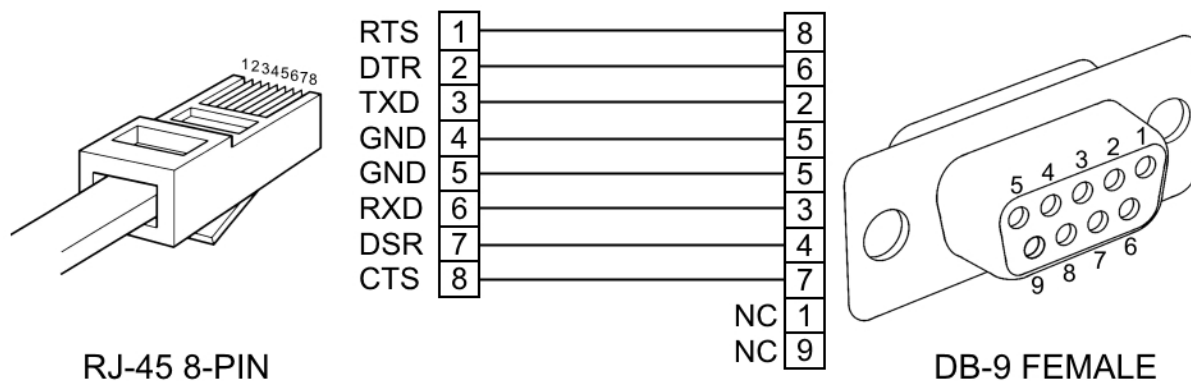 12345678
RTS 1 8
DTR 2 6
TXD 3 2
GND 4 5
GND 5 5
RXD 6 3
DSR 7 4
CTS 8 7
NC 1
NC 9
5 4 3 2 1
9 8 7 6
RJ-45 8-PIN
DB-9 FEMALE